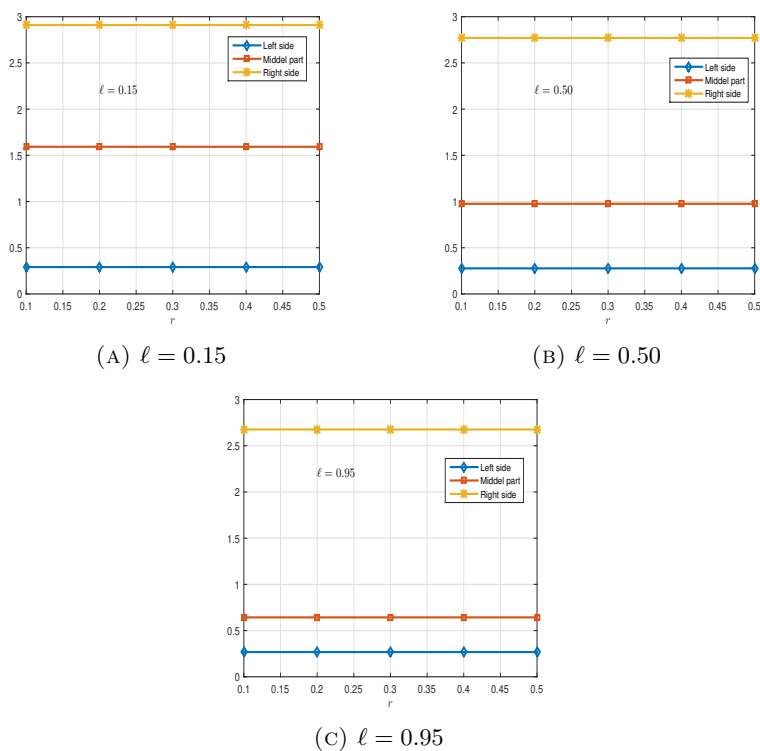 3
2.5
2
1.5
1
0.5
0
0.1 0.15 0.2 0.25 0.3 0.35 0.4 0.45 0.5
r
ℓ = 0.15
Left side
Middel part
Right side
(A) ℓ = 0.15
3
2.5
2
1.5
1
0.5
0
0.1 0.15 0.2 0.25 0.3 0.35 0.4 0.45 0.5
r
ℓ = 0.50
Left side
Middel part
Right side
(B) ℓ = 0.50
3
2.5
2
1.5
1
0.5
0
0.1 0.15 0.2 0.25 0.3 0.35 0.4 0.45 0.5
r
ℓ = 0.95
Left side
Middel part
Right side
(C) ℓ = 0.95